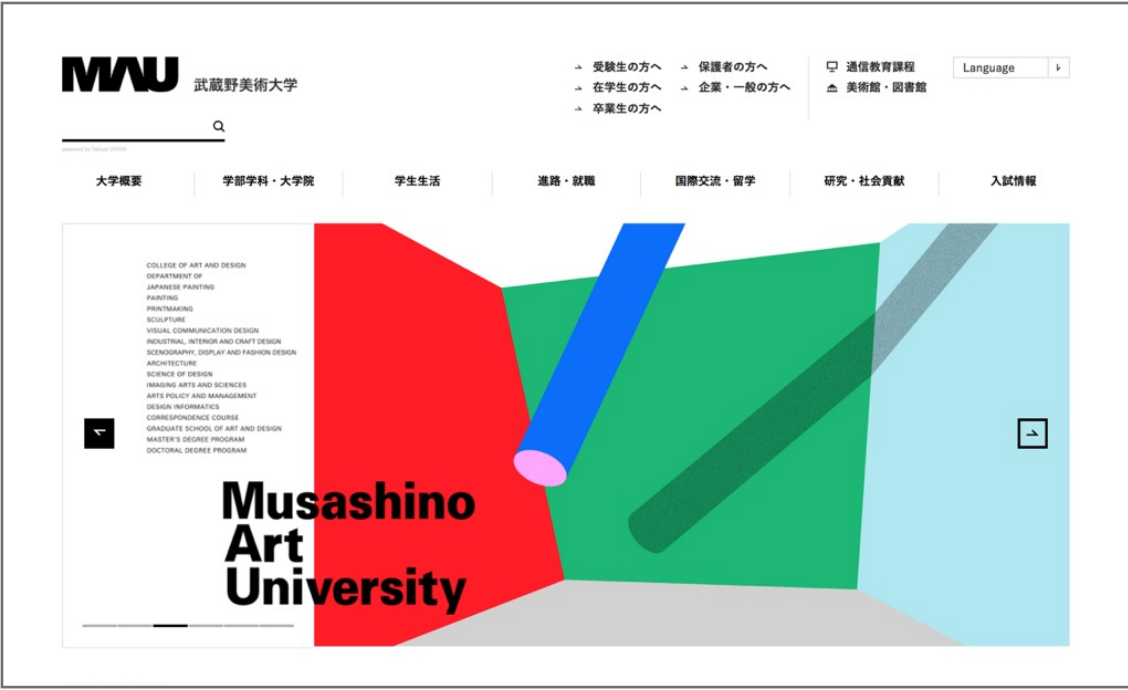 MAU 武蔵野美術大学
受験生の方へ
在学生の方へ
卒業生の方へ
保護者の方へ
企業・一般の方へ
通信教育課程
美術館・図書館
Language
powered by Yahoo! JAPAN
大学概要 学部学科・大学院 学生生活 進路・就職 国際交流・留学 研究・社会貢献 入試情報
COLLEGE OF ART AND DESIGN
DEPARTMENT OF
JAPANESE PAINTING
PAINTING
PRINTMAKING
SCULPTURE
VISUAL COMMUNICATION DESIGN
INDUSTRIAL, INTERIOR AND CRAFT DESIGN
SCENOGRAPHY, DISPLAY AND FASHION DESIGN
ARCHITECTURE
SCIENCE OF DESIGN
IMAGING ARTS AND SCIENCES
ARTS POLICY AND MANAGEMENT
DESIGN INFORMATICS
CORRESPONDENCE COURSE
GRADUATE SCHOOL OF ART AND DESIGN
MASTER'S DEGREE PROGRAM
DOCTORAL DEGREE PROGRAM
Musashino
Art
University